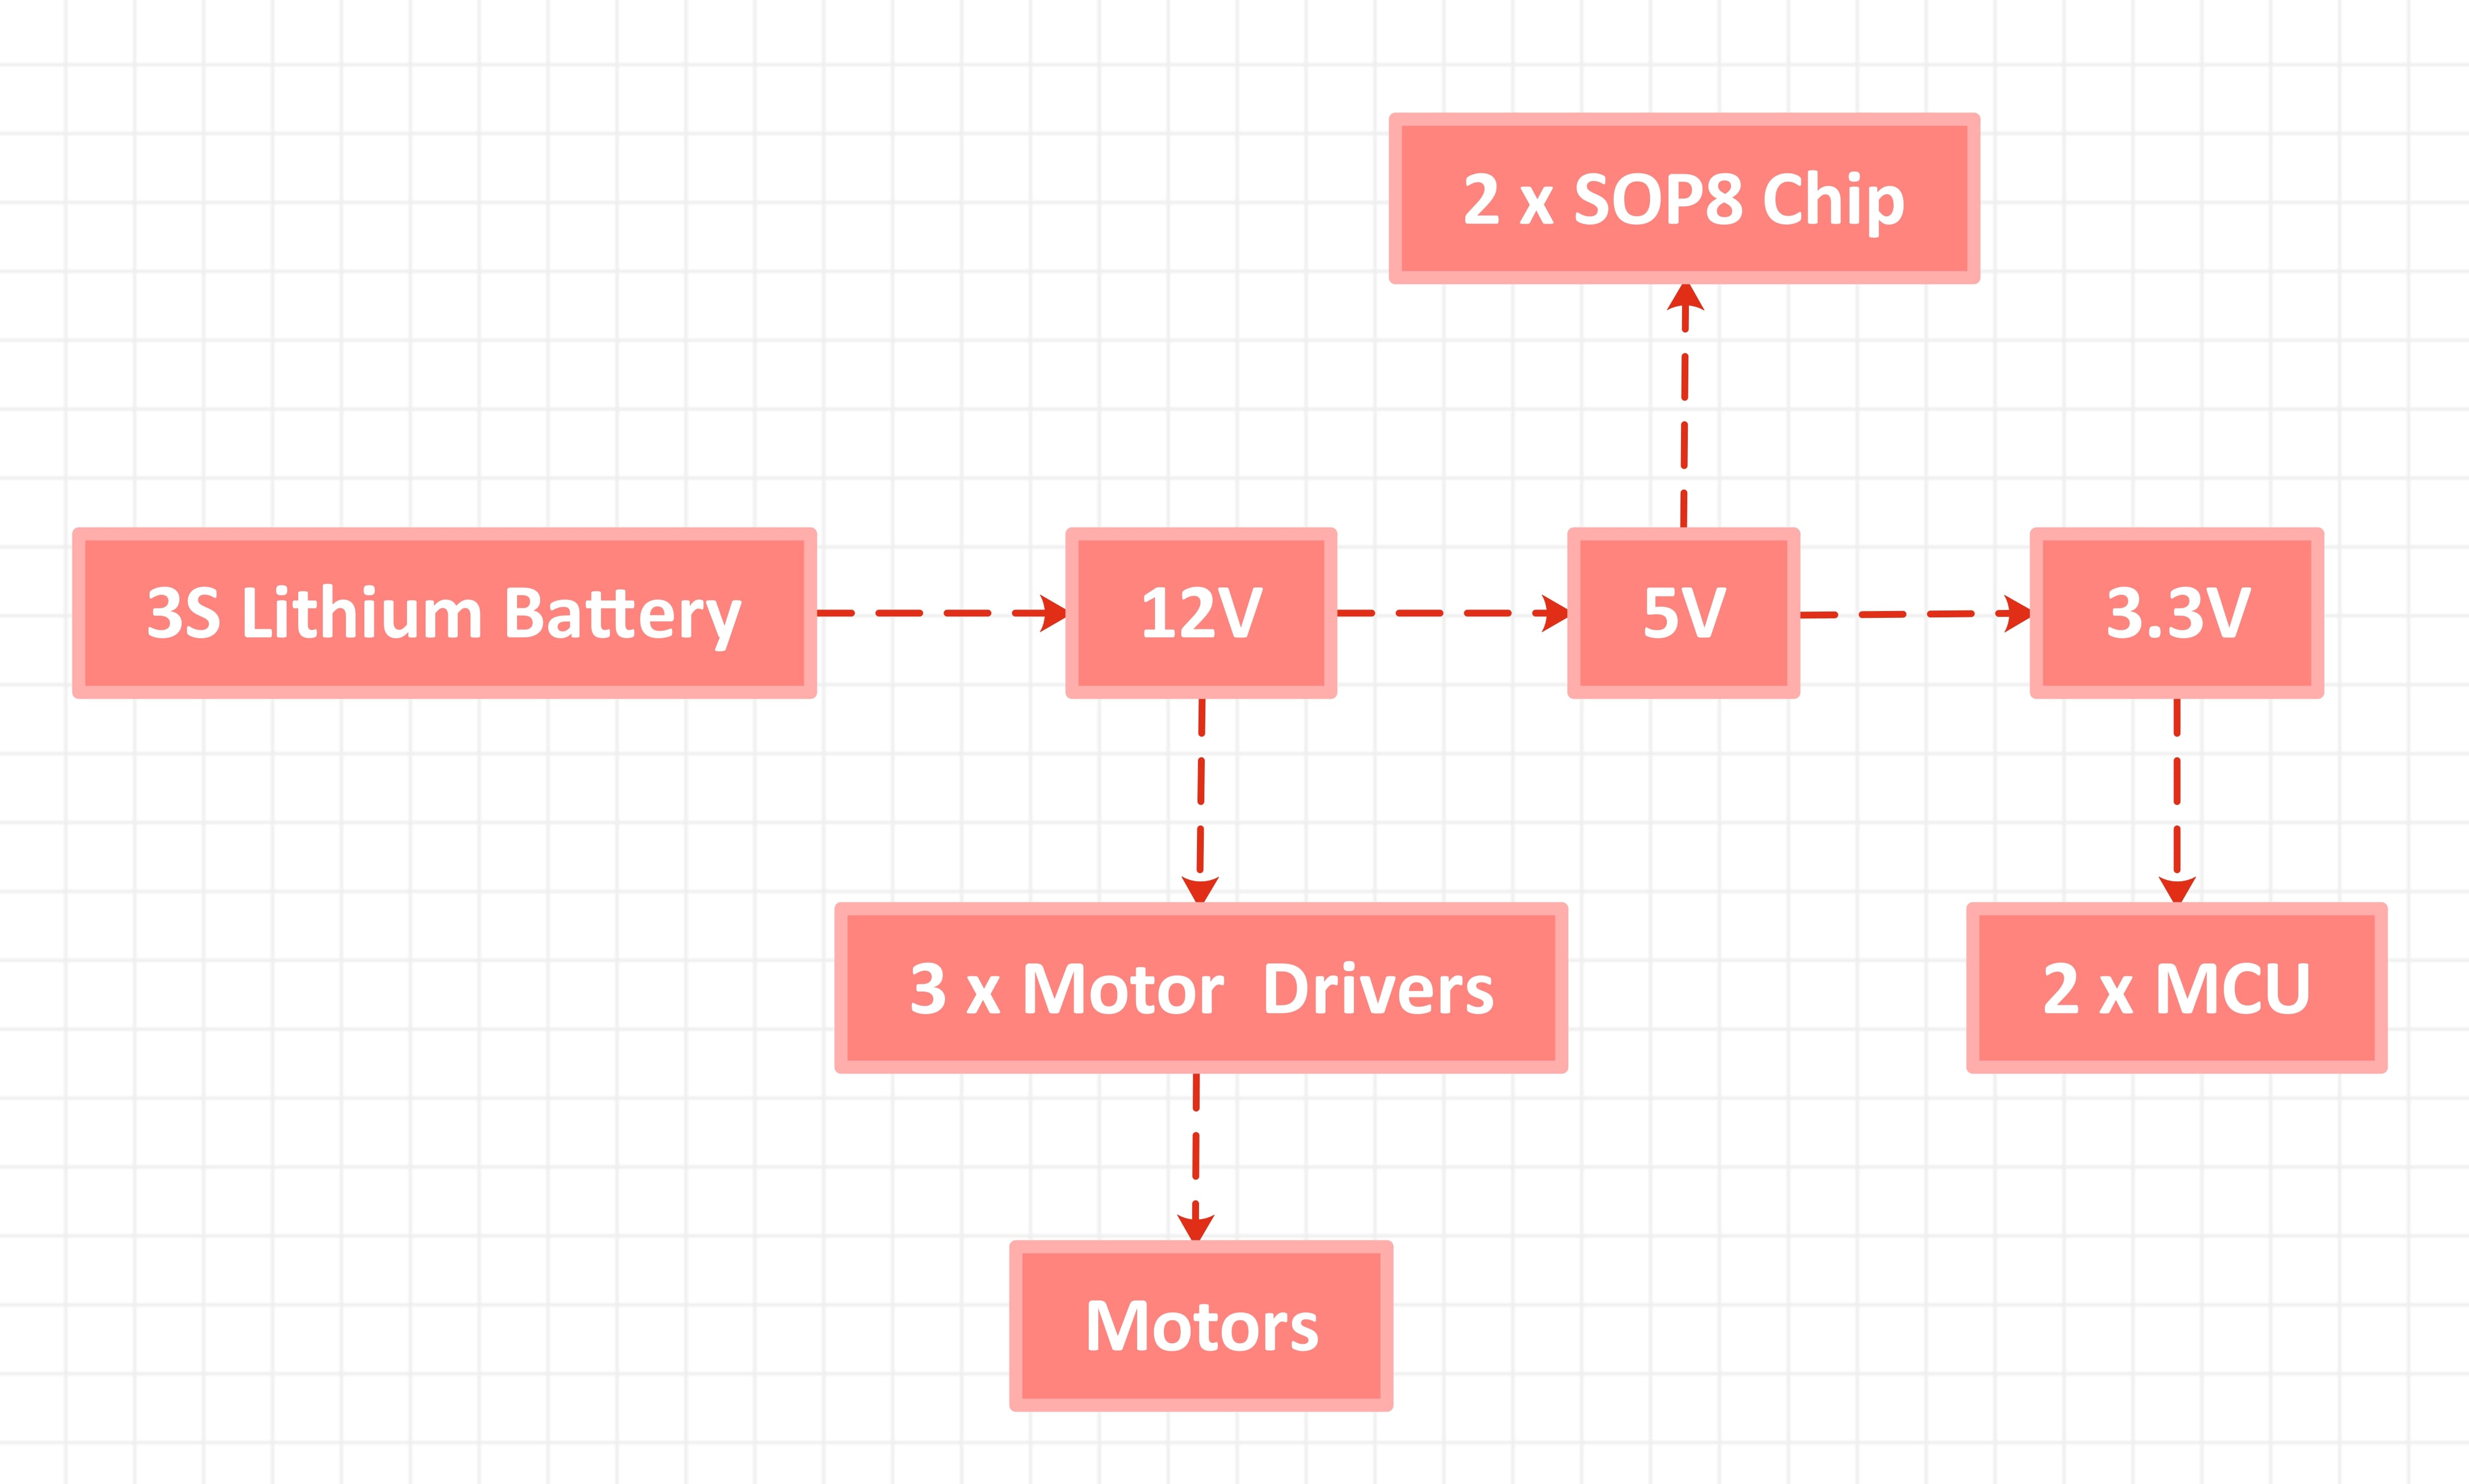 2 x SOP8 Chip
3S Lithium Battery
12V
5V
3.3V
3 x Motor  Drivers
2 x MCU
Motors